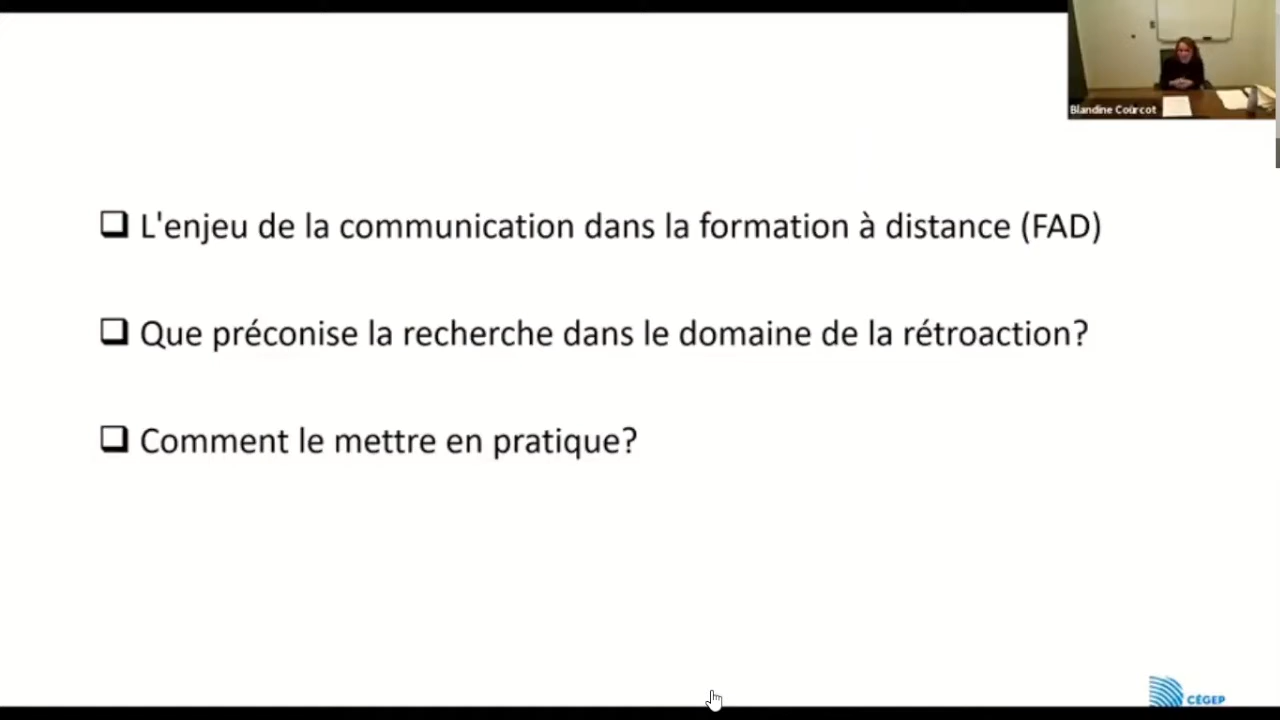 Blandine Courcot
L'enjeu de la communication dans la formation à distance (FAD)
Que préconise la recherche dans le domaine de la rétroaction?
Comment le mettre en pratique?
CÉGEP